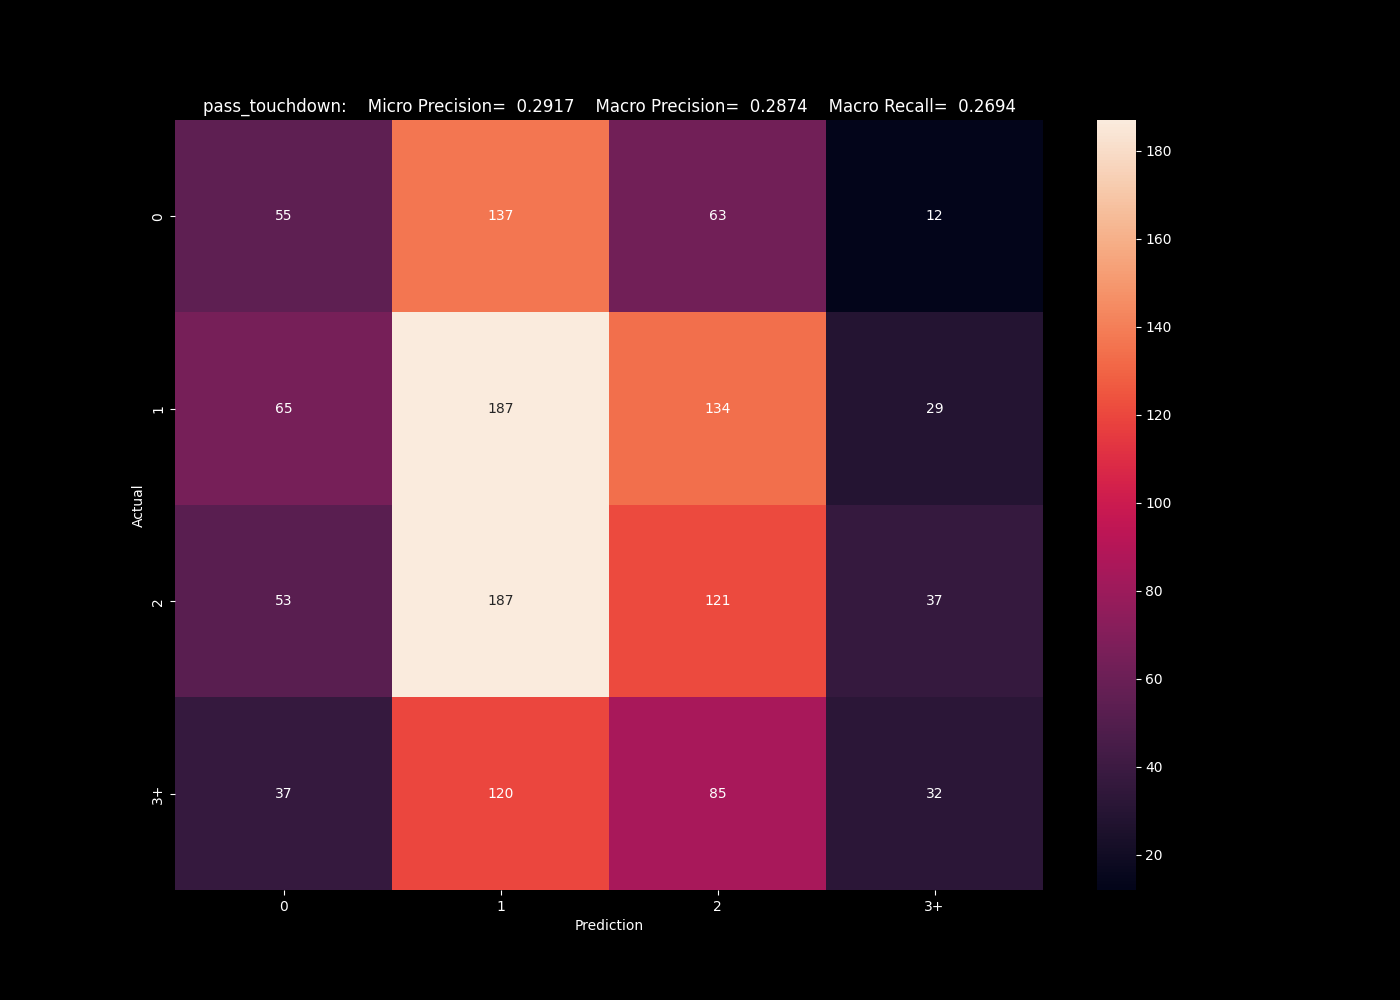 pass_touchdown: Micro Precision= 0.2917 Macro Precision= 0.2874 Macro Recall= 0.2694
0 55 137 63 12
1 65 187 134 29
2 53 187 121 37
3+ 37 120 85 32
0 1 2 3+
Prediction
Actual
180
160
140
120
100
80
60
40
20